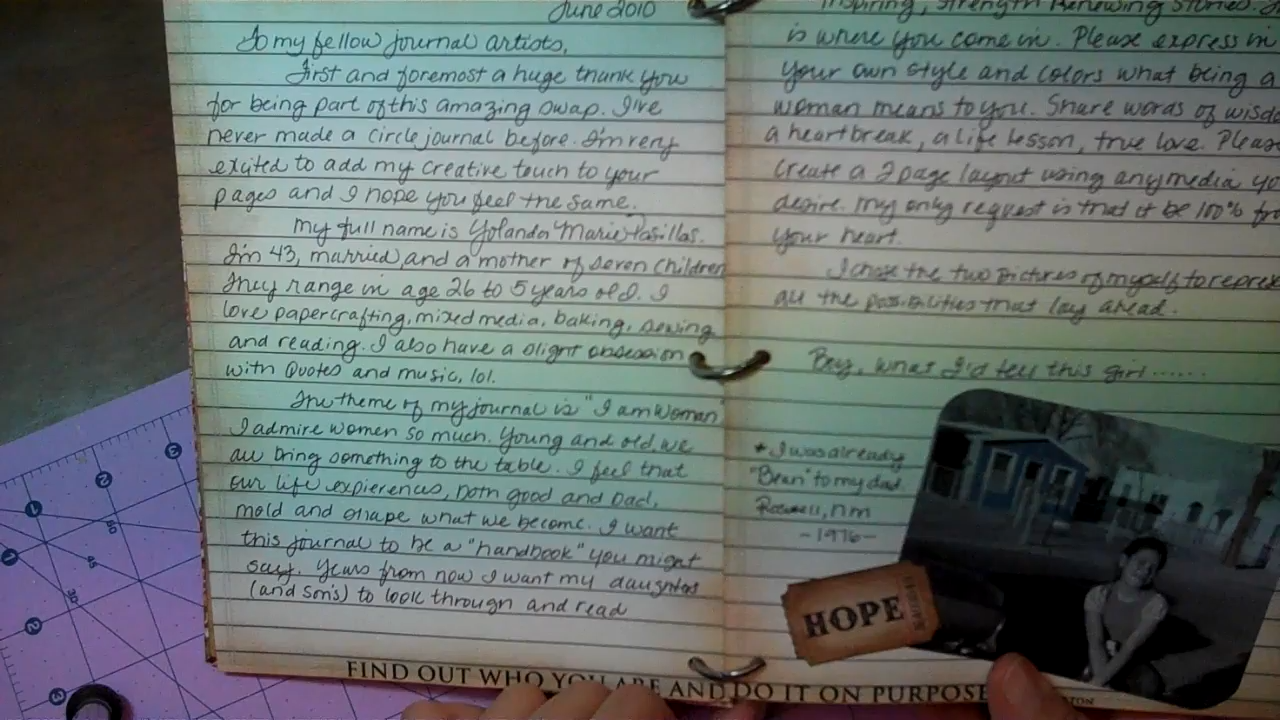 June 2010
To my fellow journal artists,
First and foremost a huge thank you
for being part of this amazing swap. I've
never made a circle journal before. I'm very
excited to add my creative touch to your
pages and I hope you feel the same.
My full name is Yolanda Marie Pasillas.
I'm 43, married, and a mother of seven children
They range in age 26 to 5 years old. I
love papercrafting, mixed media, baking, sewing
and reading. I also have a slight obsession
with Quotes and music, lol.
The theme of my journal is "I am Woman"
I admire women so much. Young and old, we
all bring something to the table. I feel that
our life expierences, both good and bad,
mold and shape what we become. I want
this journal to be a "handbook" you might
say. Years from now I want my daughters
(and son's) to look through and read
Inspiring, Strength Renewing Stories.
is where you come in. Please express in
your own style and colors what being a
woman means to you. Share words of
a heartbreak, a life lesson, true love. Please
create a 2 page layout using any media
desire. My only request is that it be 100%
your heart.
I chose the two pictures of myself to
all the possibilities that lay ahead.
Boy, what I'd tell this girl......
* I was already
"Bean" to my dad.
Roswell, nm
-1976-
HOPE
FIND OUT WHO YOU ARE AND DO IT ON PURPOSE